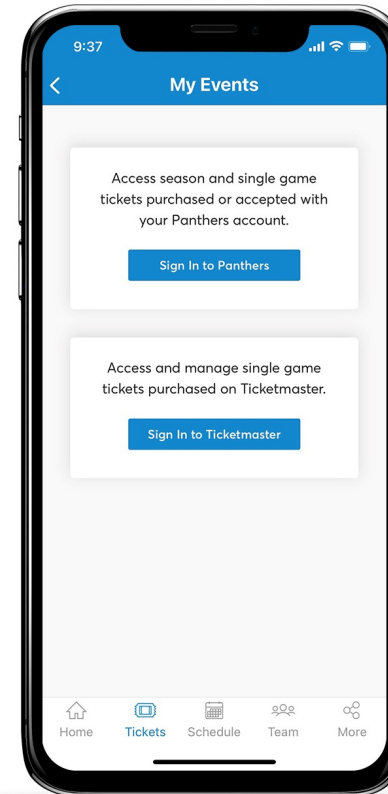 9:37
My Events
Access season and single game
tickets purchased or accepted with
your Panthers account.
Sign In to Panthers
Access and manage single game
tickets purchased on Ticketmaster.
Sign In to Ticketmaster
Home
Tickets
Schedule
Team
More